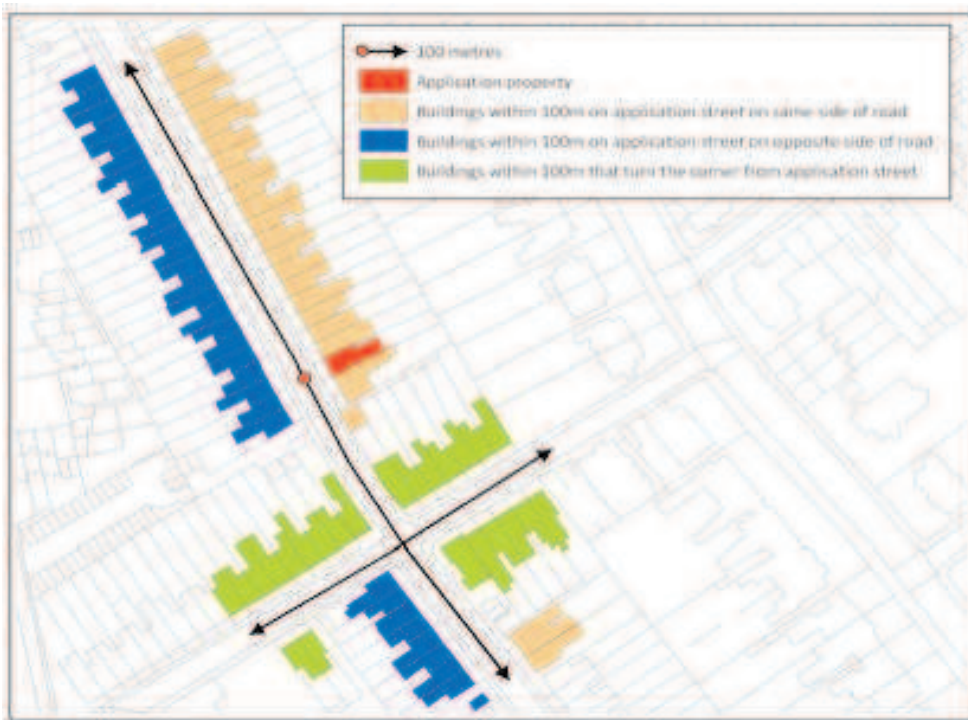 100 metres
Application property
Buildings within 100m on application street on same side of road
Buildings within 100m on application street on opposite side of road
Buildings within 100m that turn the corner from application street